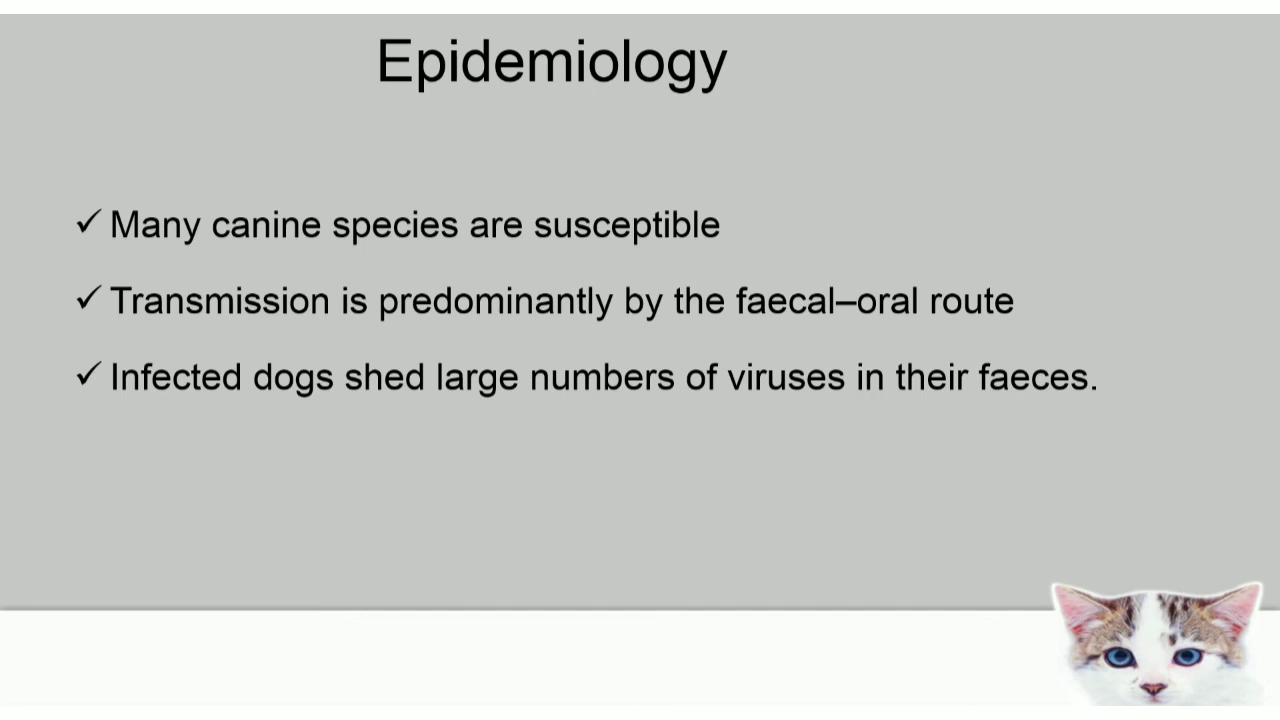 Epidemiology
✓ Many canine species are susceptible
✓ Transmission is predominantly by the faecal–oral route
✓ Infected dogs shed large numbers of viruses in their faeces.